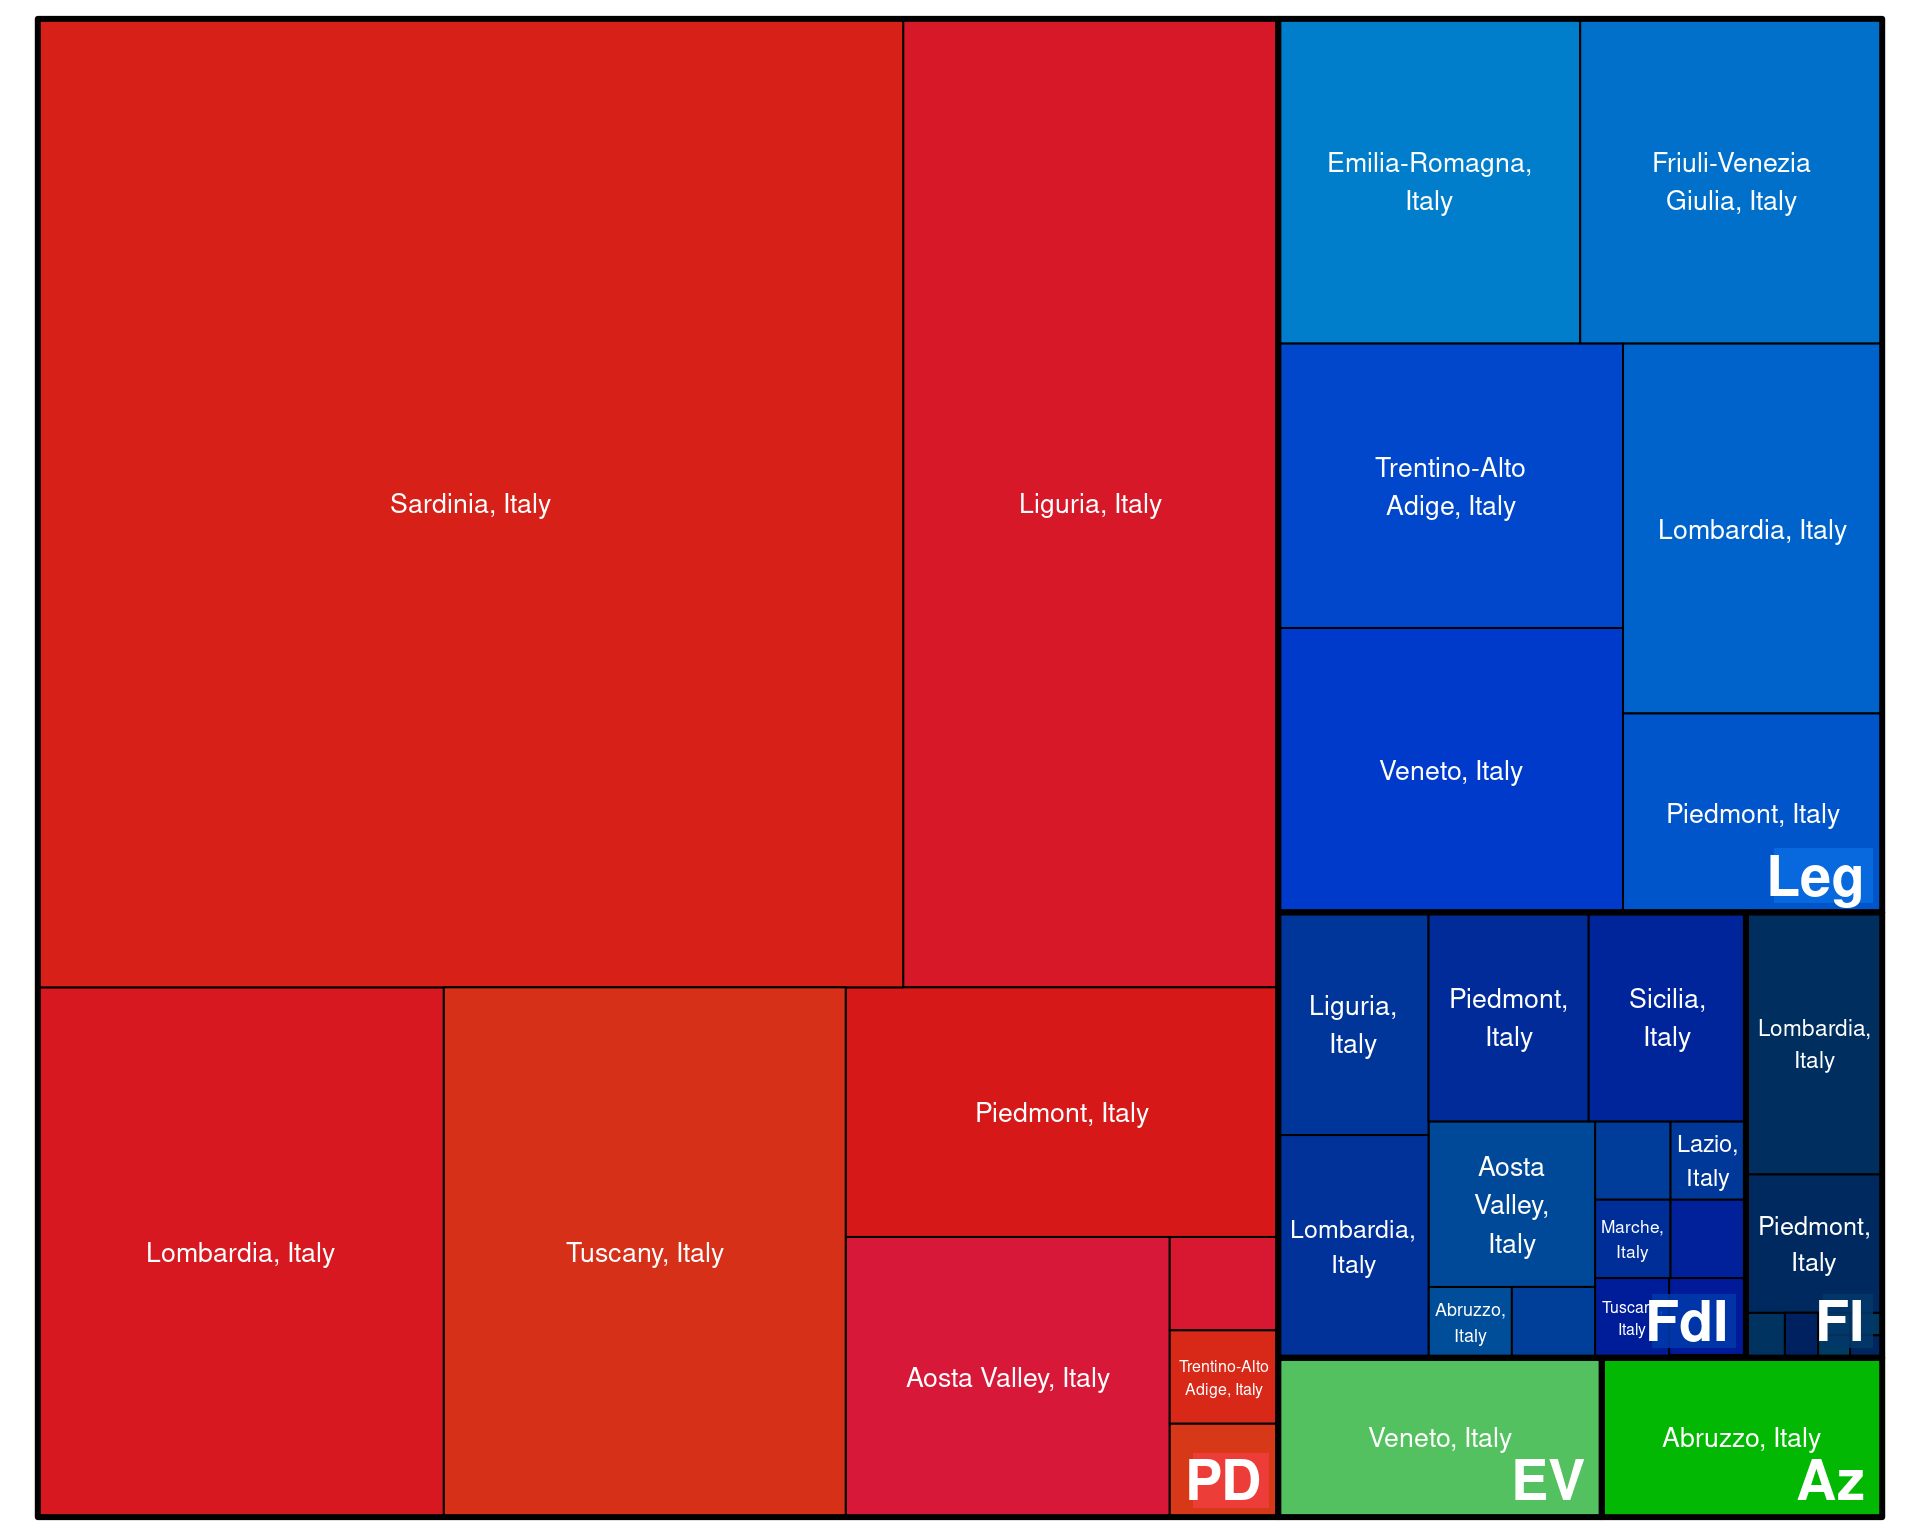 Sardinia, Italy
Liguria, Italy
Lombardia, Italy
Tuscany, Italy
Piedmont, Italy
Aosta Valley, Italy
Trentino-Alto
Adige, Italy
PD
Emilia-Romagna,
Italy
Friuli-Venezia
Giulia, Italy
Trentino-Alto
Adige, Italy
Lombardia, Italy
Veneto, Italy
Piedmont, Italy
Leg
Liguria,
Italy
Piedmont,
Italy
Sicilia,
Italy
Lombardia,
Italy
Aosta
Valley,
Italy
Lazio,
Italy
Marche,
Italy
Abruzzo,
Italy
Italy
FdI
Lombardia,
Italy
Piedmont,
Italy
FI
Veneto, Italy
EV
Abruzzo, Italy
Az